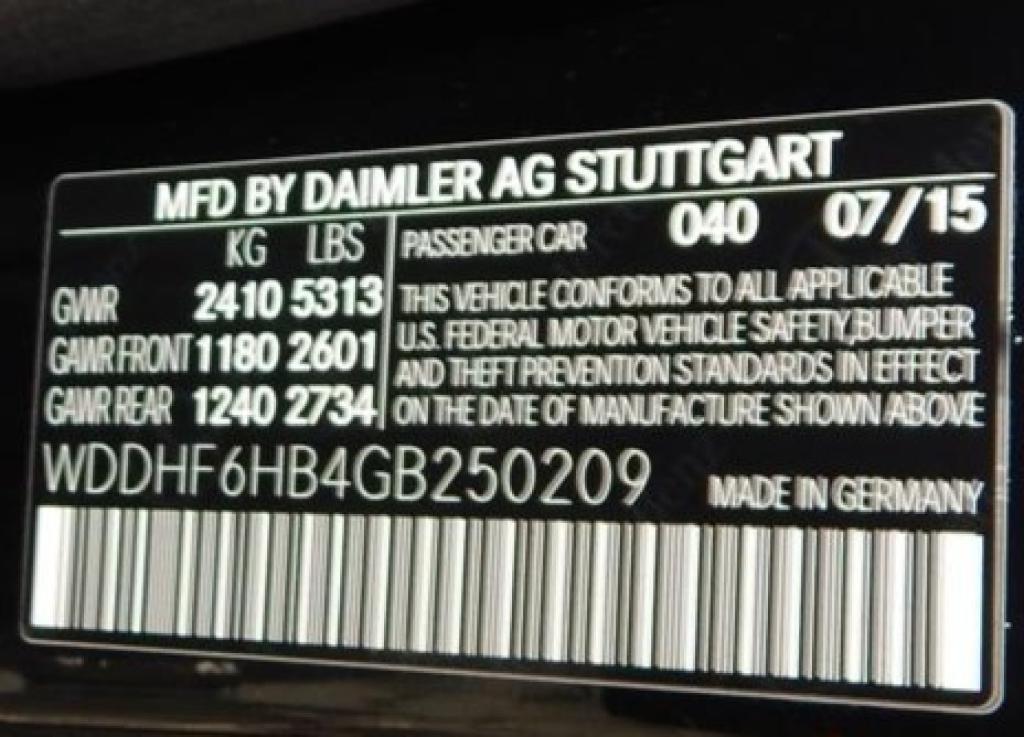 MFD BY DAIMLER AG STUTTGART
KG LBS
GVWR 2410 5313
GAWR FRONT 1180 2601
GAWR REAR 1240 2734
PASSENGER CAR 040 07/15
THIS VEHICLE CONFORMS TO ALL APPLICABLE
U.S. FEDERAL MOTOR VEHICLE SAFETY,BUMPER
AND THEFT PREVENTION STANDARDS IN EFFECT
ON THE DATE OF MANUFACTURE SHOWN ABOVE
WDDHF6HB4GB250209
MADE IN GERMANY